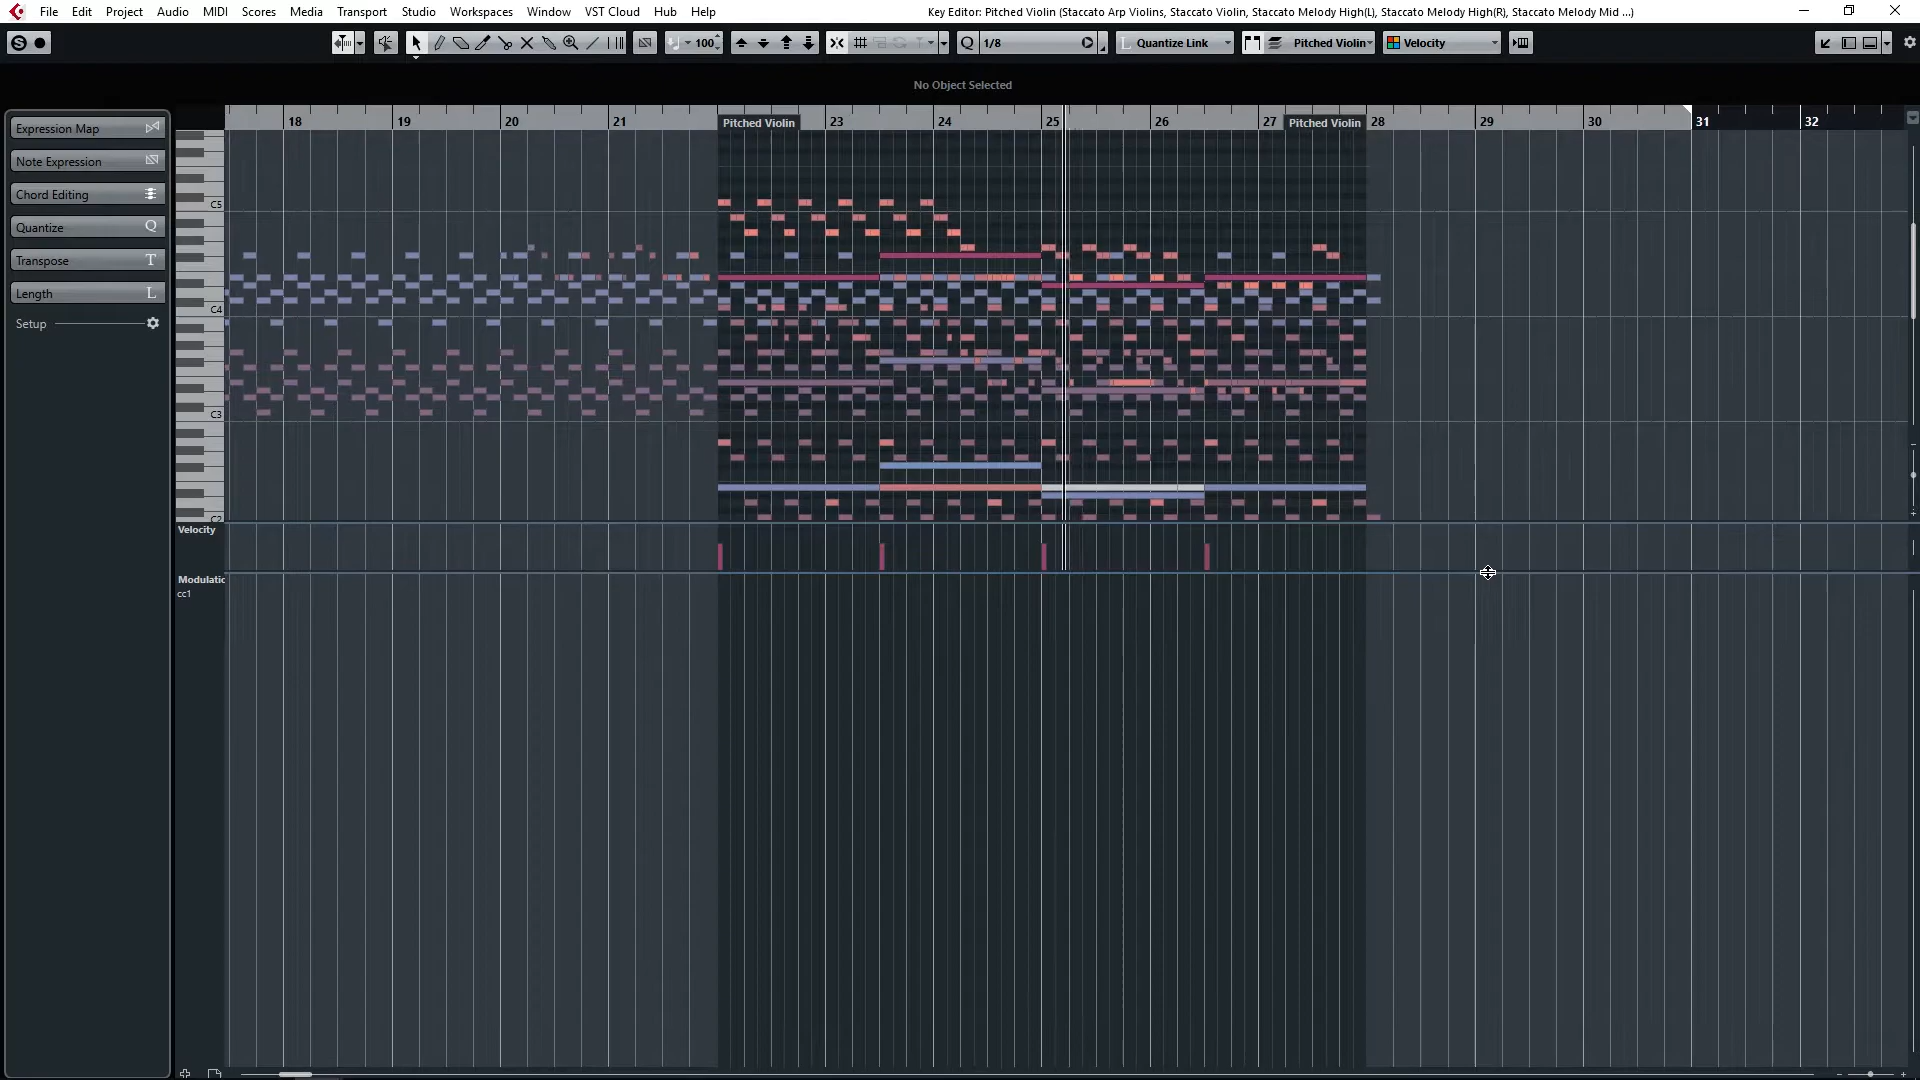 File Edit Project Audio MIDI Scores Media Transport Studio Workspaces Window VST Cloud Hub Help
Key Editor: Pitched Violin (Staccato Arp Violins, Staccato Violin, Staccato Melody High(L), Staccato Melody High(R), Staccato Melody Mid ...)
S 100 Q 1/8 L Quantize Link Pitched Violin Velocity
No Object Selected
18 19 20 21 Pitched Violin 23 24 25 26 27 Pitched Violin 28 29 30 31 32
Expression Map
Note Expression
Chord Editing
Quantize Q
Transpose T
Length L
Setup
C5
C4
C3
C2
Velocity
Modulatic
cc1